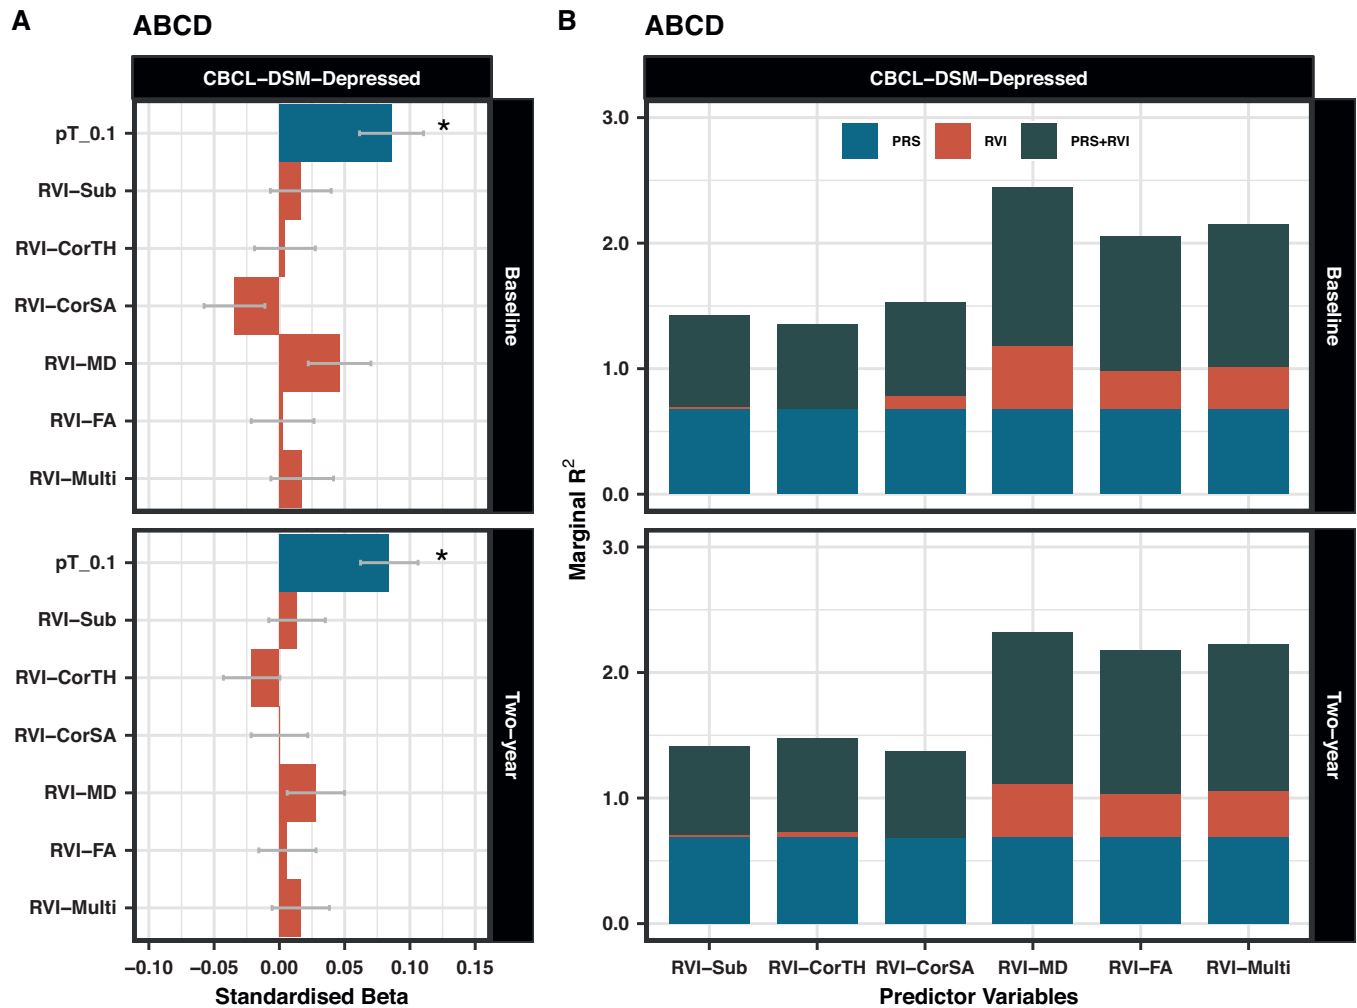 A
ABCD
CBCL–DSM–Depressed
pT_0.1
*
RVI–Sub
RVI–CorTH
RVI–CorSA
RVI–MD
RVI–FA
RVI–Multi
Baseline
pT_0.1
*
RVI–Sub
RVI–CorTH
RVI–CorSA
RVI–MD
RVI–FA
RVI–Multi
Two–year
−0.10 −0.05 0.00 0.05 0.10 0.15
Standardised Beta
B
ABCD
CBCL–DSM–Depressed
PRS RVI PRS+RVI
3.0
2.0
1.0
0.0
Baseline
Marginal R²
3.0
2.0
1.0
0.0
Two–year
RVI–Sub RVI–CorTH RVI–CorSA RVI–MD RVI–FA RVI–Multi
Predictor Variables